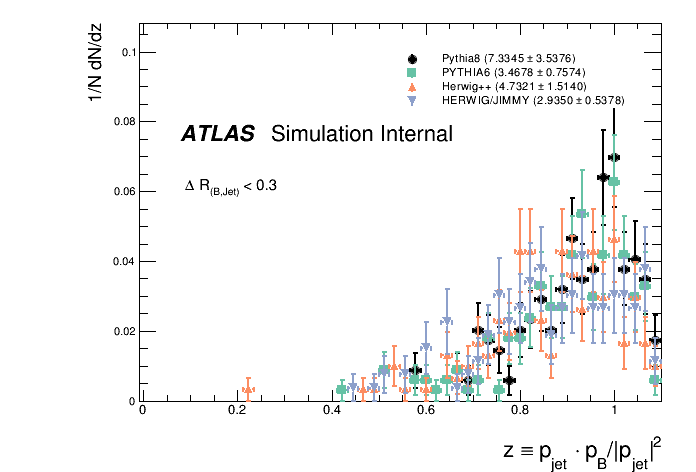 1/N dN/dz
0.1
0.08
0.06
0.04
0.02
0
Pythia8 (7.3345 ± 3.5376)
PYTHIA6 (3.4678 ± 0.7574)
Herwig++ (4.7321 ± 1.5140)
HERWIG/JIMMY (2.9350 ± 0.5378)
ATLAS Simulation Internal
Δ R(B,Jet) < 0.3
0 0.2 0.4 0.6 0.8 1
z ≡ pjet · pB/|pjet|²